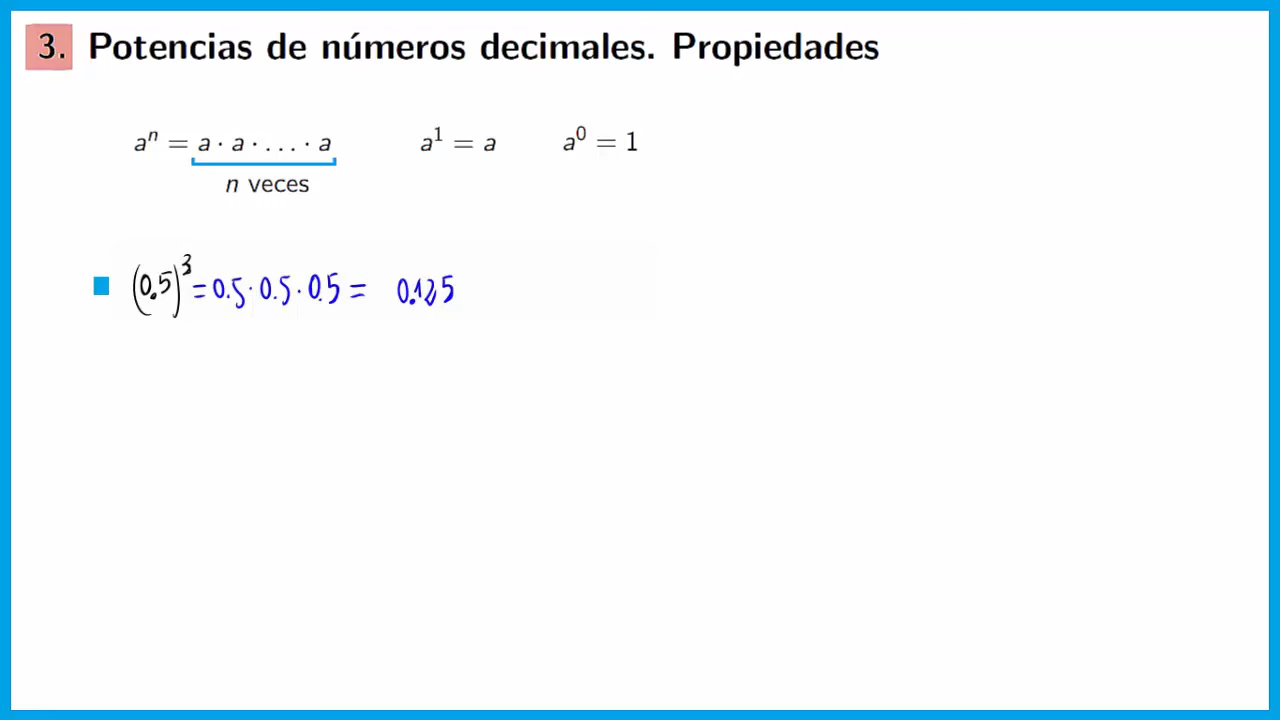 3. Potencias de números decimales. Propiedades
aⁿ = a · a · . . . · a a¹ = a a⁰ = 1
n veces
(0.5)³ = 0.5 · 0.5 · 0.5 = 0.125